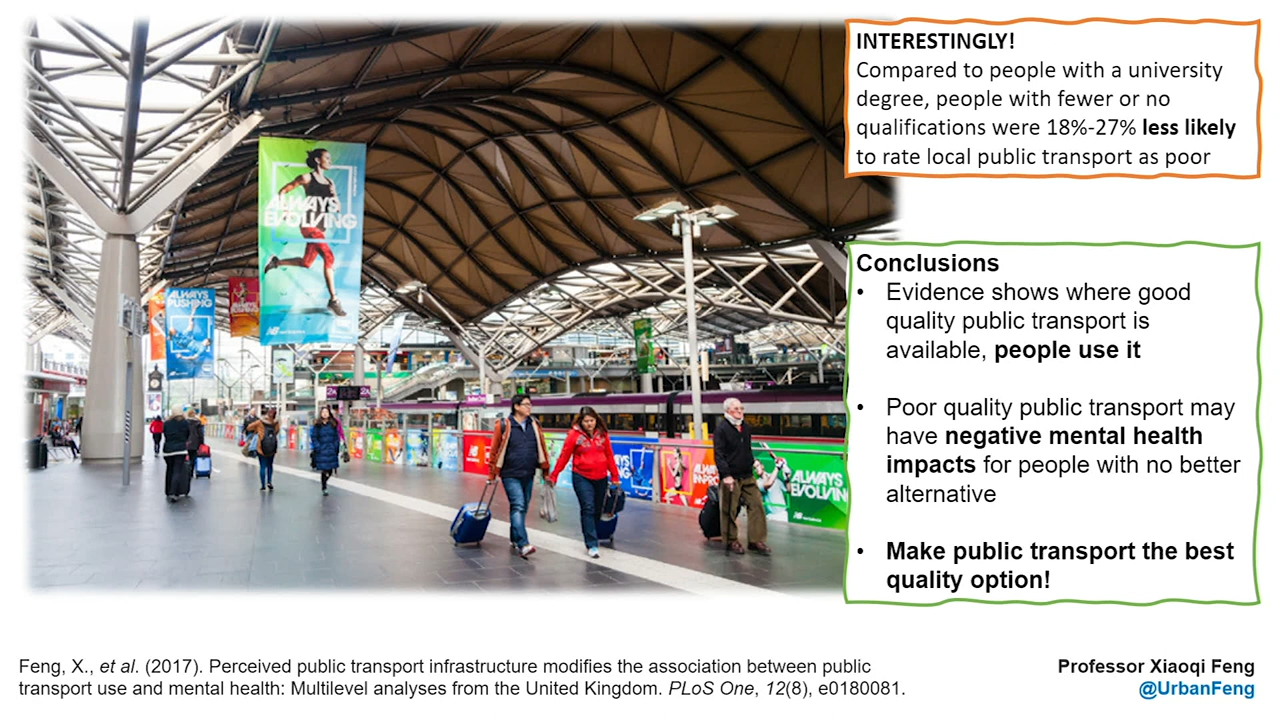 INTERESTINGLY!
Compared to people with a university
degree, people with fewer or no
qualifications were 18%-27% less likely
to rate local public transport as poor
ALWAYS
EVOLVING
ALWAYS
PUSHING
Conclusions
• Evidence shows where good
quality public transport is
available, people use it
• Poor quality public transport may
have negative mental health
impacts for people with no better
alternative
• Make public transport the best
quality option!
ALWAYS
EVOLVIN
Feng, X., et al. (2017). Perceived public transport infrastructure modifies the association between public
transport use and mental health: Multilevel analyses from the United Kingdom. PLoS One, 12(8), e0180081.
Professor Xiaoqi Feng
@UrbanFeng